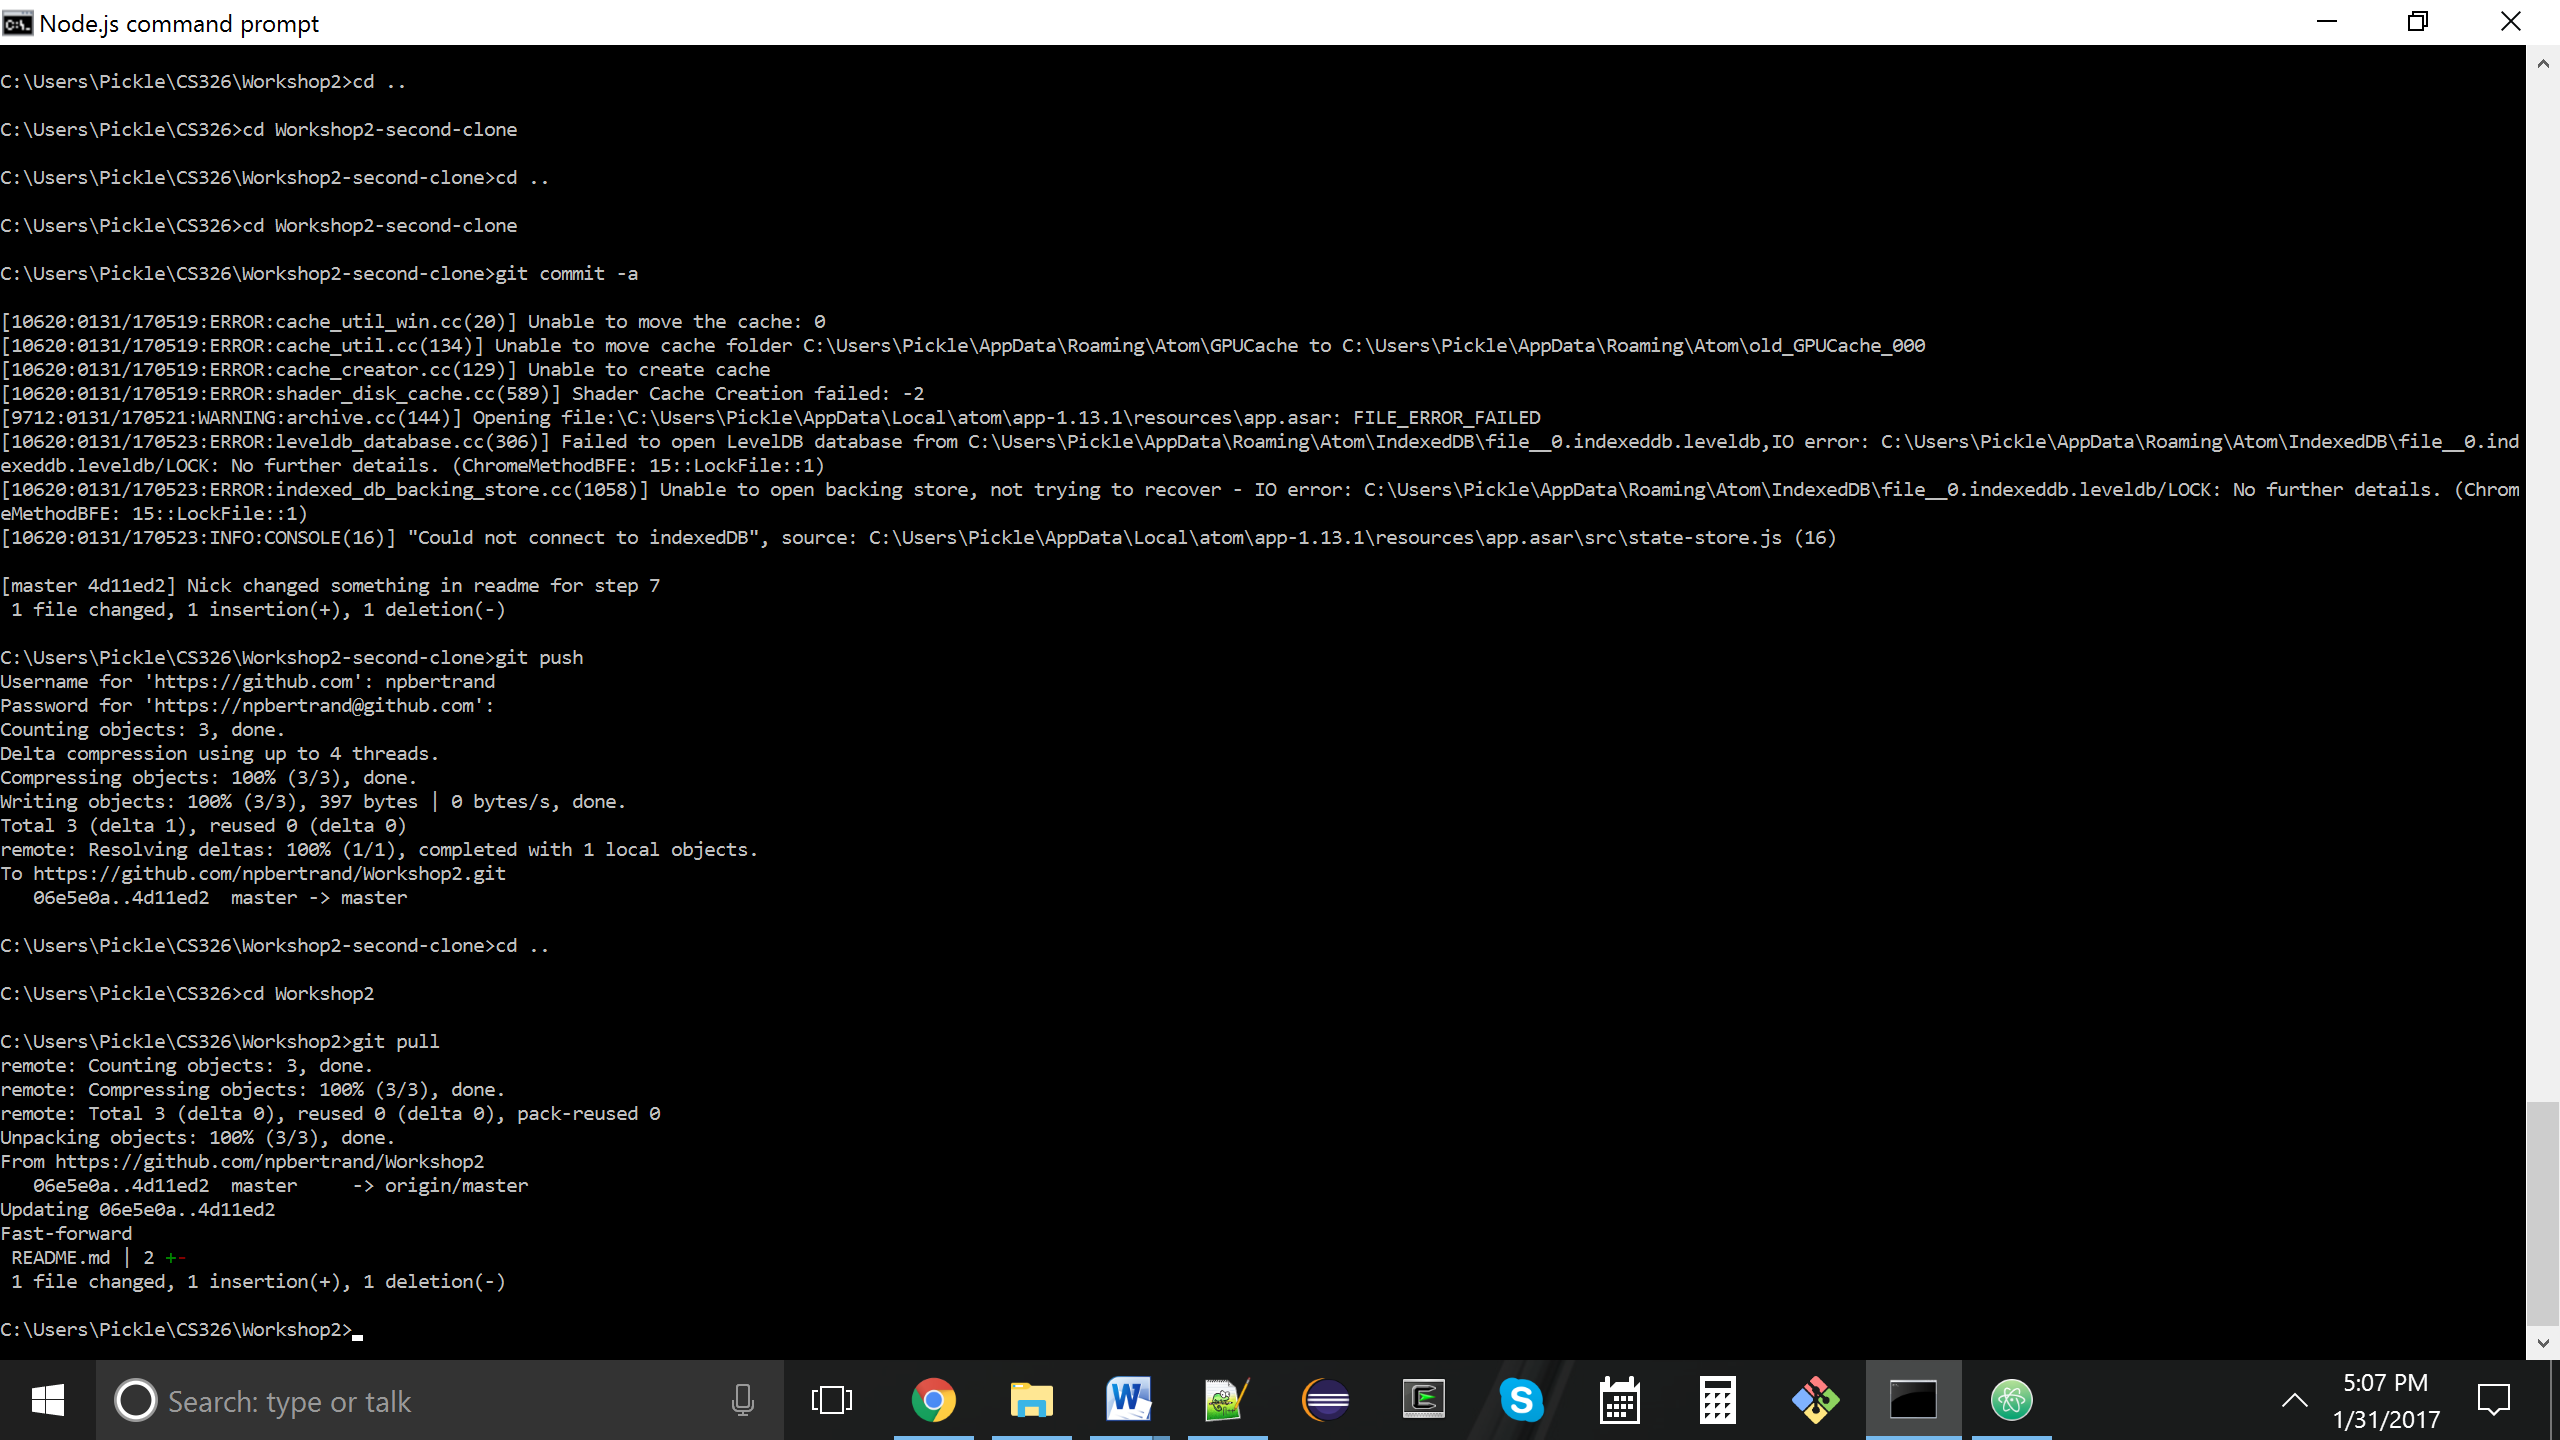 Node.js command prompt
C:\Users\Pickle\CS326\Workshop2>cd ..
C:\Users\Pickle\CS326>cd Workshop2-second-clone
C:\Users\Pickle\CS326\Workshop2-second-clone>cd ..
C:\Users\Pickle\CS326>cd Workshop2-second-clone
C:\Users\Pickle\CS326\Workshop2-second-clone>git commit -a
[10620:0131/170519:ERROR:cache_util_win.cc(20)] Unable to move the cache: 0
[10620:0131/170519:ERROR:cache_util.cc(134)] Unable to move cache folder C:\Users\Pickle\AppData\Roaming\Atom\GPUCache to C:\Users\Pickle\AppData\Roaming\Atom\old_GPUCache_000
[10620:0131/170519:ERROR:cache_creator.cc(129)] Unable to create cache
[10620:0131/170519:ERROR:shader_disk_cache.cc(589)] Shader Cache Creation failed: -2
[9712:0131/170521:WARNING:archive.cc(144)] Opening file:\C:\Users\Pickle\AppData\Local\atom\app-1.13.1\resources\app.asar: FILE_ERROR_FAILED
[10620:0131/170523:ERROR:leveldb_database.cc(306)] Failed to open LevelDB database from C:\Users\Pickle\AppData\Roaming\Atom\IndexedDB\file__0.indexeddb.leveldb,IO error: C:\Users\Pickle\AppData\Roaming\Atom\IndexedDB\file__0.ind
exeddb.leveldb/LOCK: No further details. (ChromeMethodBFE: 15::LockFile::1)
[10620:0131/170523:ERROR:indexed_db_backing_store.cc(1058)] Unable to open backing store, not trying to recover - IO error: C:\Users\Pickle\AppData\Roaming\Atom\IndexedDB\file__0.indexeddb.leveldb/LOCK: No further details. (Chrom
eMethodBFE: 15::LockFile::1)
[10620:0131/170523:INFO:CONSOLE(16)] "Could not connect to indexedDB", source: C:\Users\Pickle\AppData\Local\atom\app-1.13.1\resources\app.asar\src\state-store.js (16)
[master 4d11ed2] Nick changed something in readme for step 7
1 file changed, 1 insertion(+), 1 deletion(-)
C:\Users\Pickle\CS326\Workshop2-second-clone>git push
Username for 'https://github.com': npbertrand
Password for 'https://npbertrand@github.com':
Counting objects: 3, done.
Delta compression using up to 4 threads.
Compressing objects: 100% (3/3), done.
Writing objects: 100% (3/3), 397 bytes | 0 bytes/s, done.
Total 3 (delta 1), reused 0 (delta 0)
remote: Resolving deltas: 100% (1/1), completed with 1 local objects.
To https://github.com/npbertrand/Workshop2.git
06e5e0a..4d11ed2  master -> master
C:\Users\Pickle\CS326\Workshop2-second-clone>cd ..
C:\Users\Pickle\CS326>cd Workshop2
C:\Users\Pickle\CS326\Workshop2>git pull
remote: Counting objects: 3, done.
remote: Compressing objects: 100% (3/3), done.
remote: Total 3 (delta 0), reused 0 (delta 0), pack-reused 0
Unpacking objects: 100% (3/3), done.
From https://github.com/npbertrand/Workshop2
06e5e0a..4d11ed2  master     -> origin/master
Updating 06e5e0a..4d11ed2
Fast-forward
README.md | 2 +-
1 file changed, 1 insertion(+), 1 deletion(-)
C:\Users\Pickle\CS326\Workshop2>
Search: type or talk
5:07 PM
1/31/2017